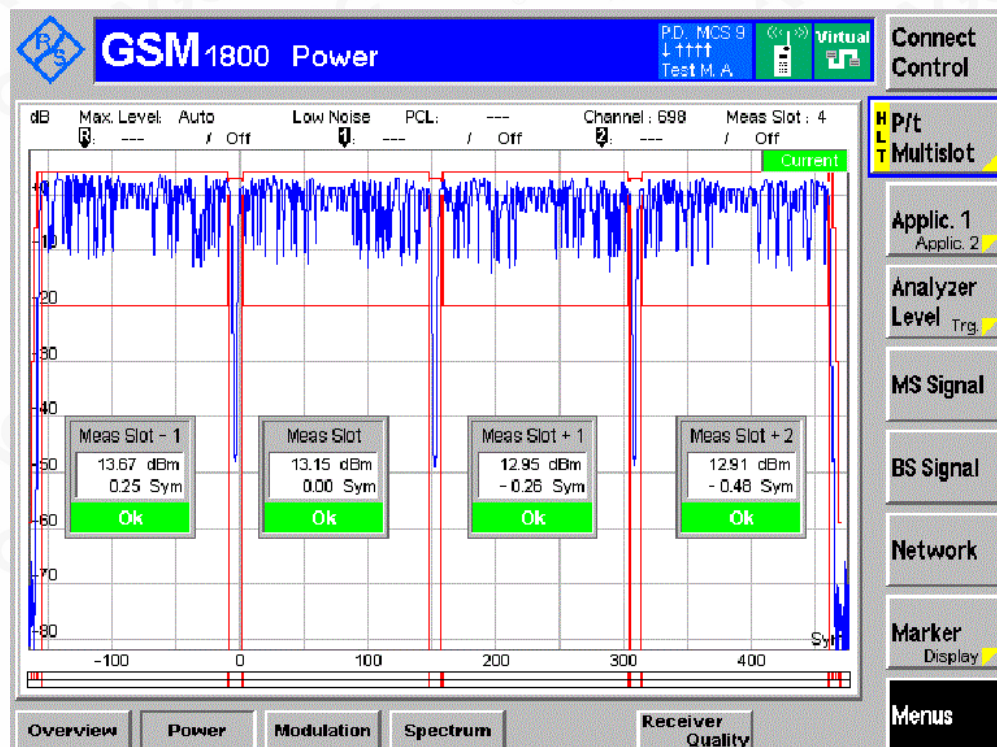 R/S
GSM 1800 Power
P.D. MCS 9
↓ ↑↑↑↑
Test M. A
Virtual
Connect
Control
dB Max. Level: Auto Low Noise PCL: --- Channel : 698 Meas Slot : 4
R: --- / Off 1: --- / Off 2: --- / Off
HLT
P/t
Multislot
Current
+0
-10
-20
-30
-40
-50
-60
-70
-80
Meas Slot - 1
13.67 dBm
0.25 Sym
Ok
Meas Slot
13.15 dBm
0.00 Sym
Ok
Meas Slot + 1
12.95 dBm
- 0.26 Sym
Ok
Meas Slot + 2
12.91 dBm
- 0.48 Sym
Ok
Sym
-100 0 100 200 300 400
Applic. 1
Applic. 2
Analyzer
Level Trg.
MS Signal
BS Signal
Network
Marker
Display
Menus
Overview Power Modulation Spectrum Receiver
Quality